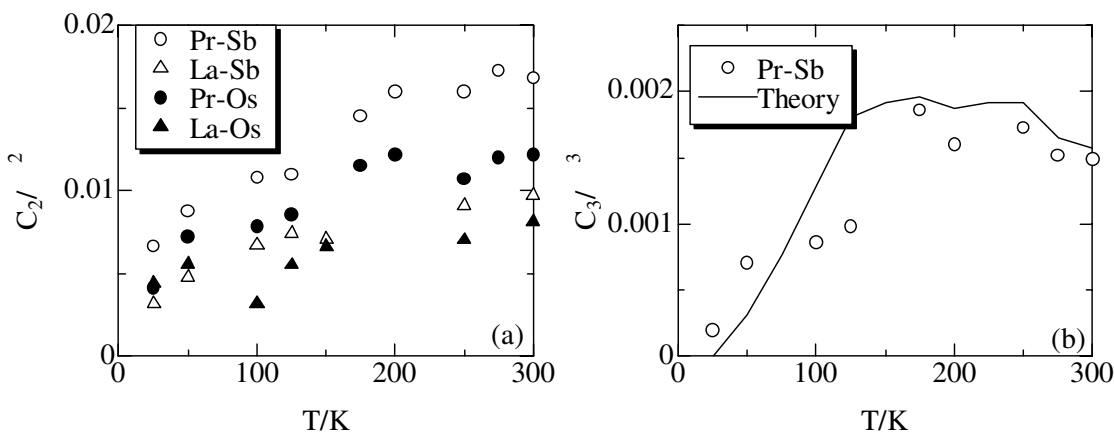 0.02
Pr-Sb
La-Sb
Pr-Os
La-Os
0.01
0
C₂/ ²
(a)
0 100 200 300
T/K
Pr-Sb
Theory
0.002
0.001
0
C₃/ ³
(b)
0 100 200 300
T/K